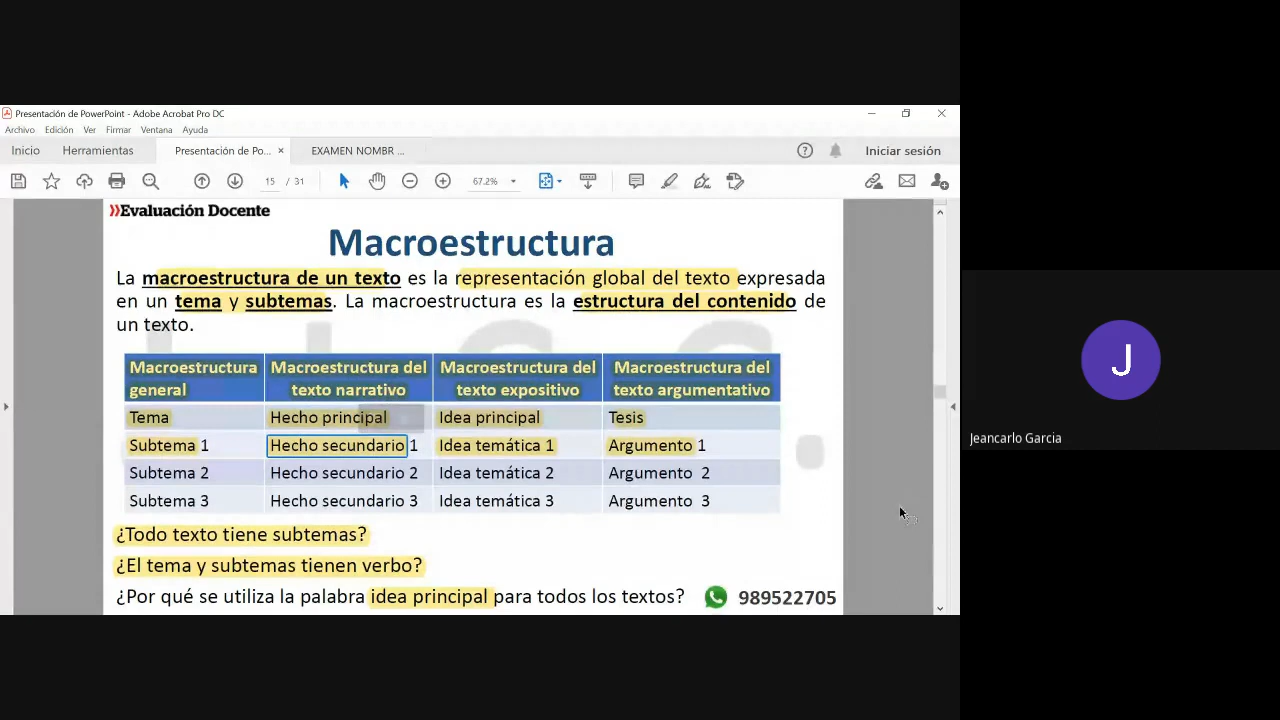 Presentación de PowerPoint - Adobe Acrobat Pro DC
Archivo Edición Ver Firmar Ventana Ayuda
Inicio Herramientas Presentación de Po... × EXAMEN NOMBR ... Iniciar sesión
15 / 31 67.2%
»Evaluación Docente
Macroestructura
La macroestructura de un texto es la representación global del texto expresada
en un tema y subtemas. La macroestructura es la estructura del contenido de
un texto.
Macroestructura general Macroestructura del texto narrativo Macroestructura del texto expositivo Macroestructura del texto argumentativo
Tema Hecho principal Idea principal Tesis
Subtema 1 Hecho secundario 1 Idea temática 1 Argumento 1
Subtema 2 Hecho secundario 2 Idea temática 2 Argumento 2
Subtema 3 Hecho secundario 3 Idea temática 3 Argumento 3
¿Todo texto tiene subtemas?
¿El tema y subtemas tienen verbo?
¿Por qué se utiliza la palabra idea principal para todos los textos? 989522705
J
Jeancarlo Garcia